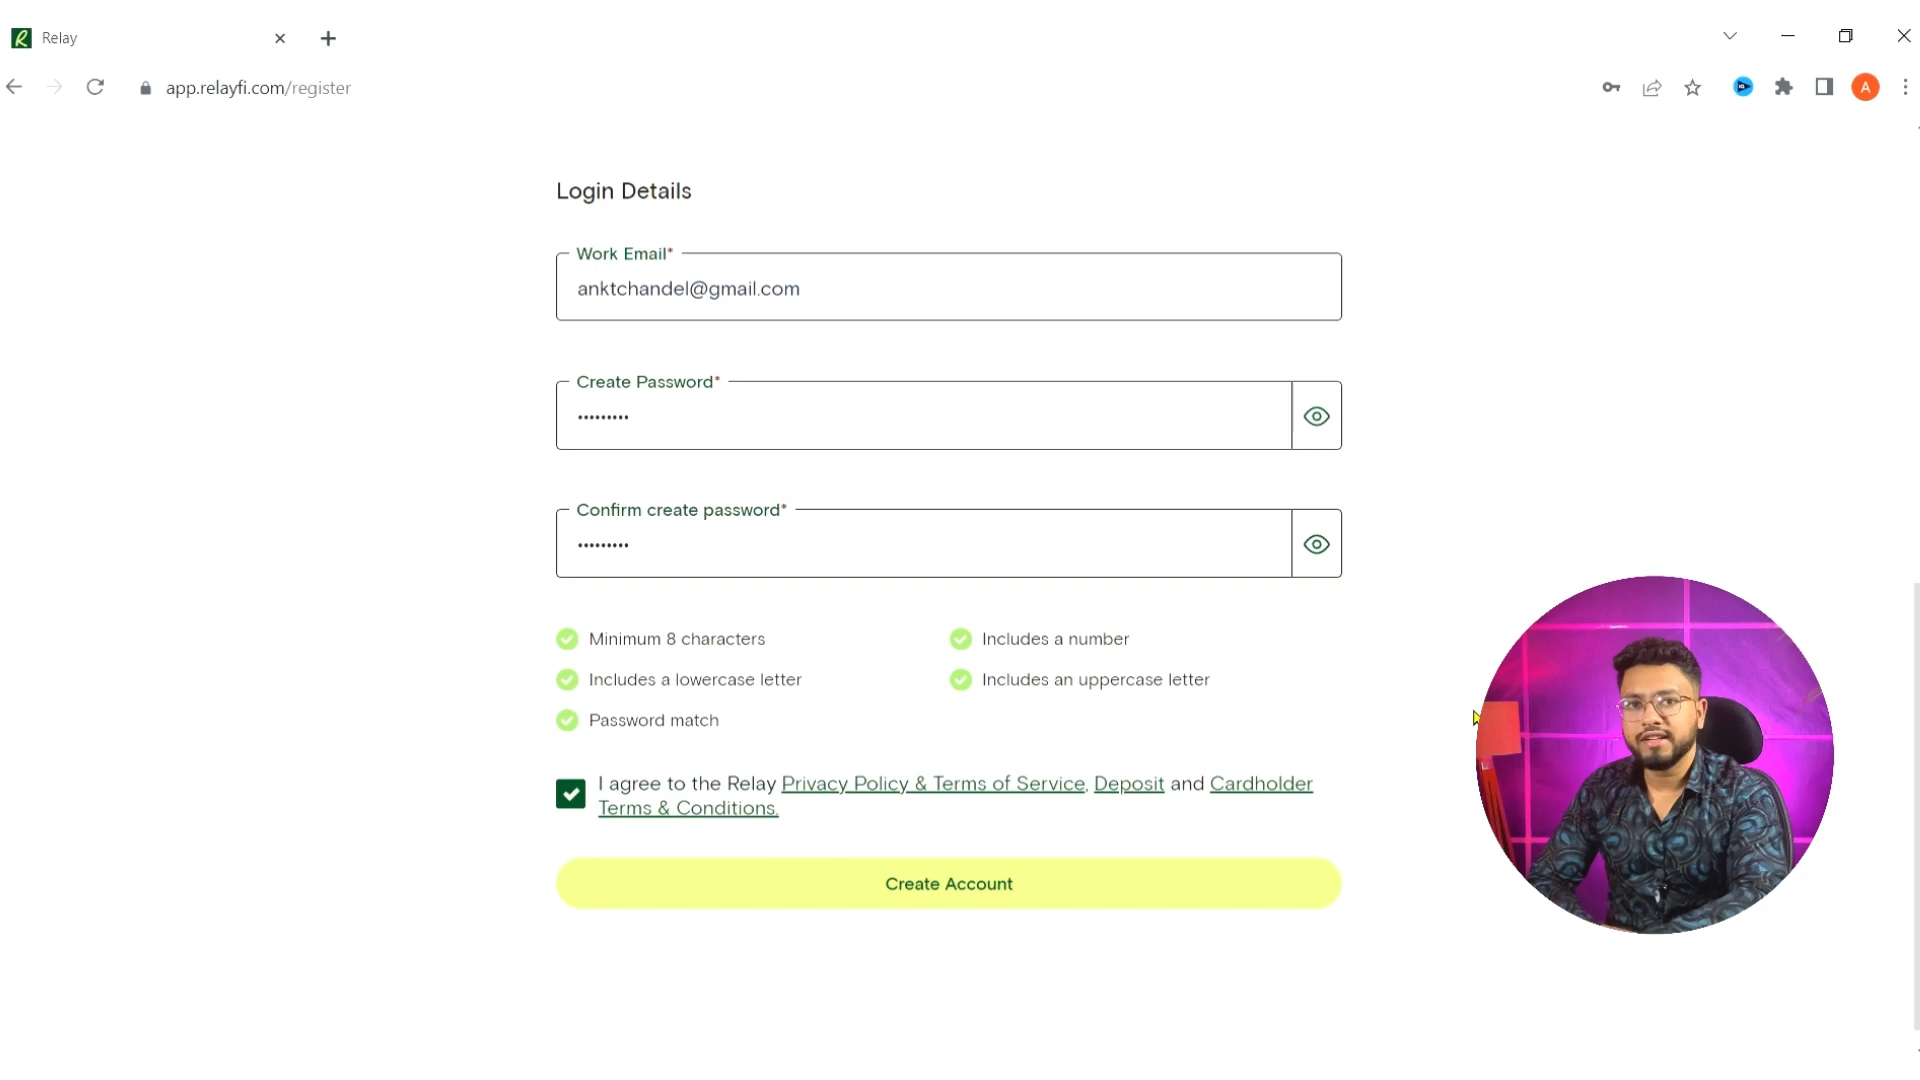 Relay
app.relayfi.com/register
A
Login Details
Work Email*
anktchandel@gmail.com
Create Password*
•••••••••
Confirm create password*
•••••••••
Minimum 8 characters
Includes a number
Includes a lowercase letter
Includes an uppercase letter
Password match
I agree to the Relay Privacy Policy & Terms of Service, Deposit and Cardholder
Terms & Conditions.
Create Account